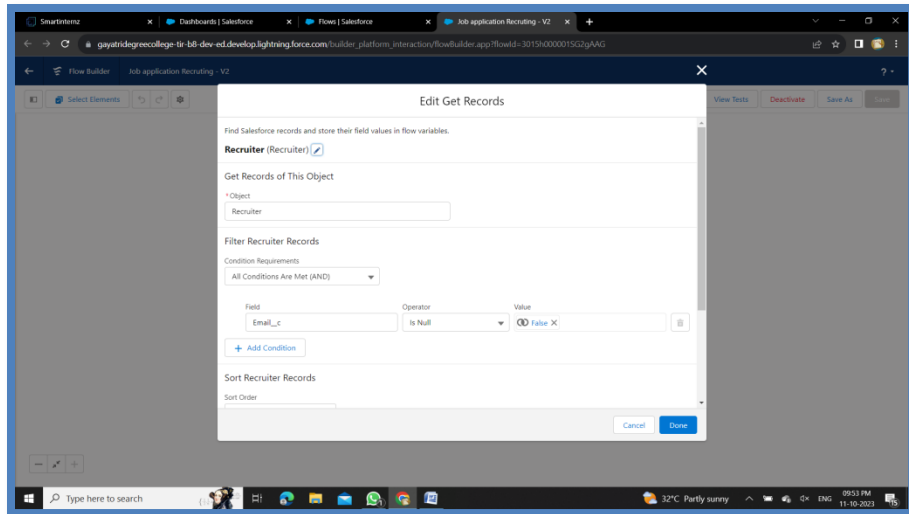 Smartinternz
Dashboards | Salesforce
Flows | Salesforce
Job application Recruting - V2
gayatridegreecollege-tir-b8-dev-ed.develop.lightning.force.com/builder_platform_interaction/flowBuilder.app?flowId=3015h000001SG2gAAG
Flow Builder Job application Recruting - V2 ?
Select Elements View Tests Deactivate Save As Save
Edit Get Records
Find Salesforce records and store their field values in flow variables.
Recruiter (Recruiter)
Get Records of This Object
* Object
Recruiter
Filter Recruiter Records
Condition Requirements
All Conditions Are Met (AND)
Field Operator Value
Email__c Is Null False
+ Add Condition
Sort Recruiter Records
Sort Order
Cancel Done
Type here to search 32°C Partly sunny ENG 09:53 PM
11-10-2023